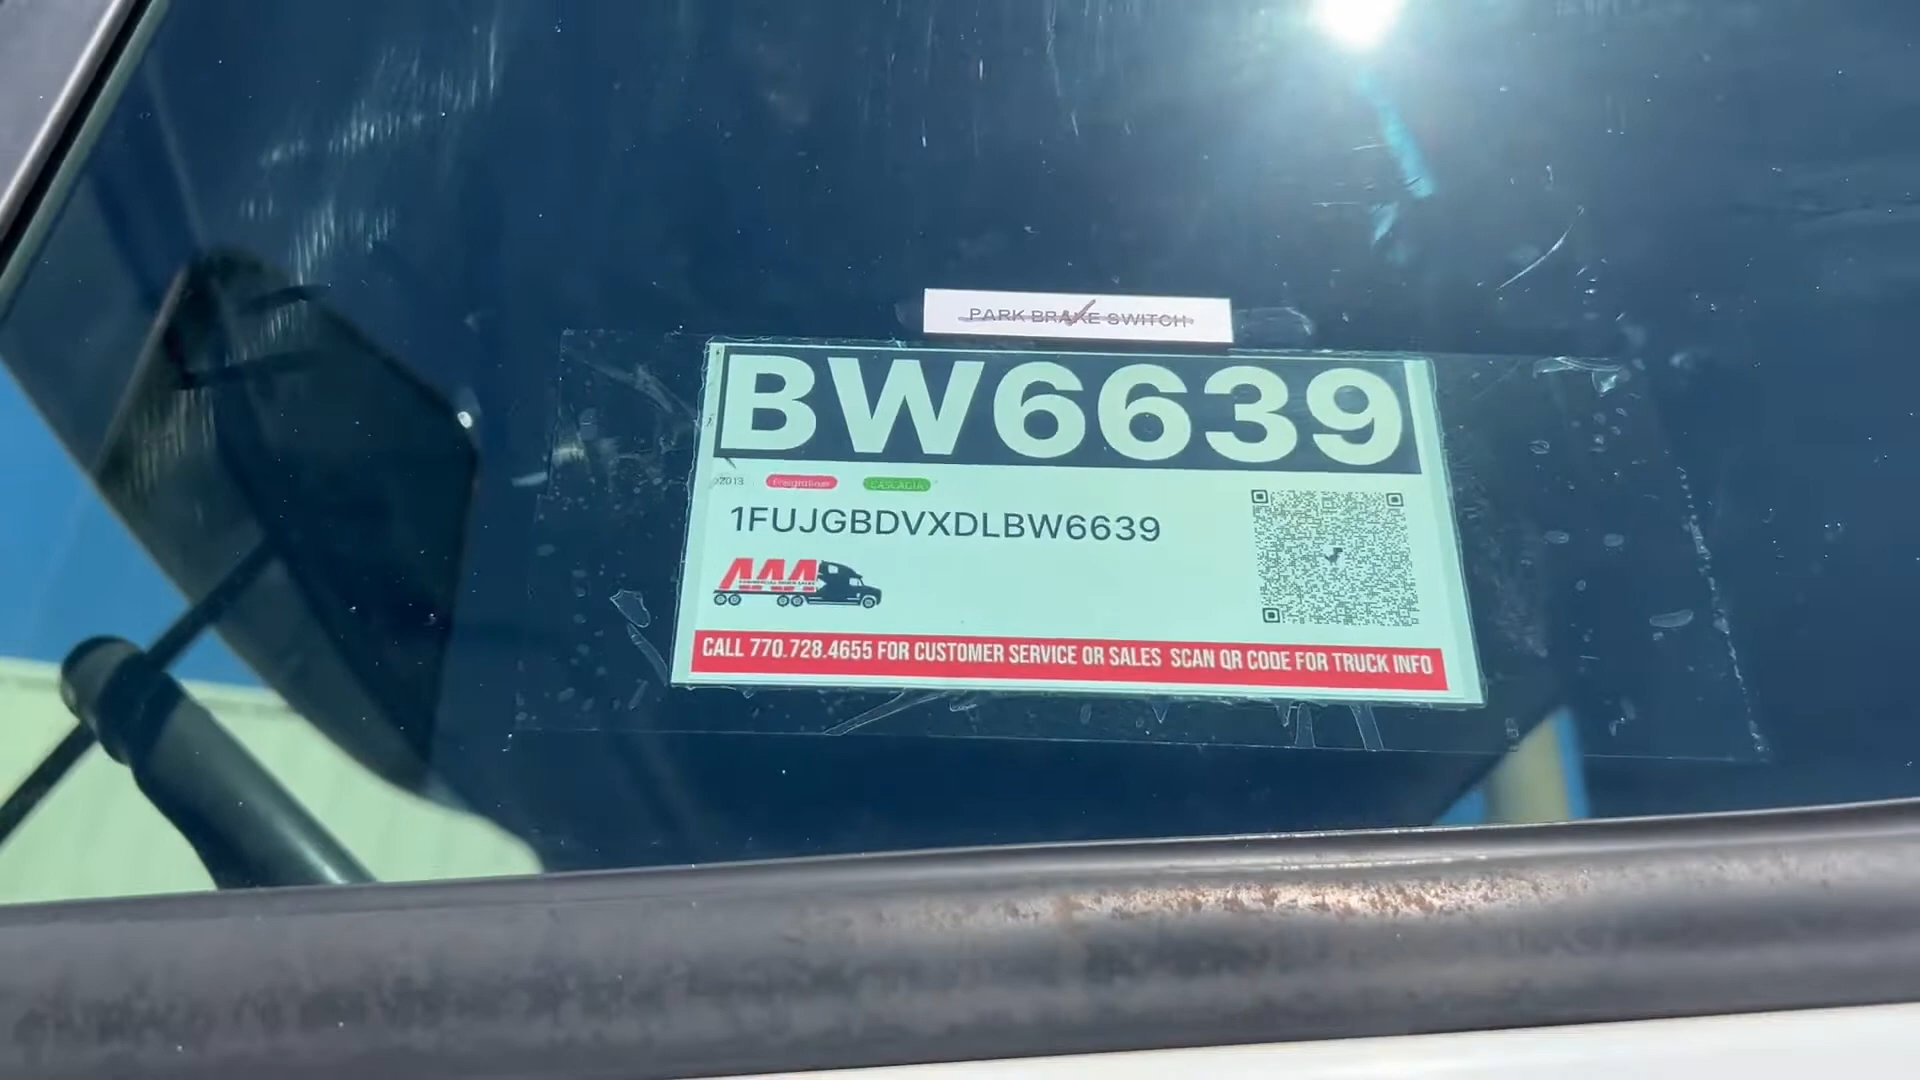 PARK BRAKE SWITCH
BW6639
2013 Freightliner CASCADIA
1FUJGBDVXDLBW6639
AAA
CALL 770.728.4655 FOR CUSTOMER SERVICE OR SALES SCAN QR CODE FOR TRUCK INFO